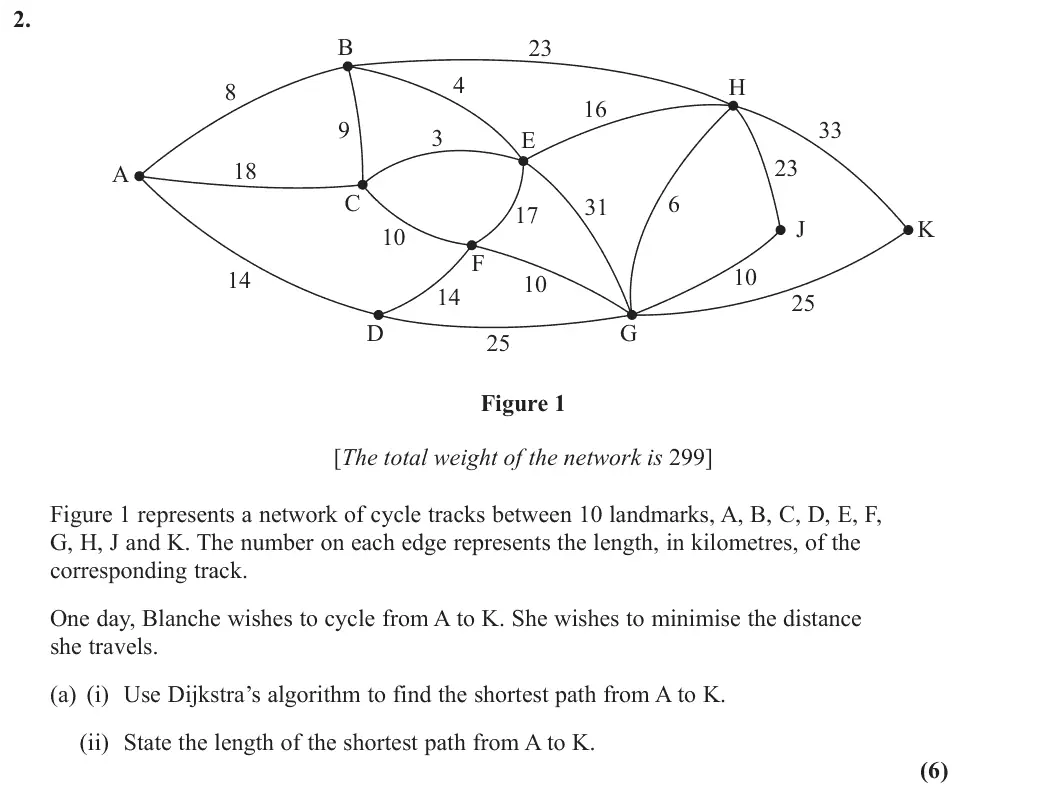 2.
B 23
H
8 4 16 33
9 3 E
A 18 23
C 31 6 J K
17
10
F 10
14 14 10 25
D G
25
Figure 1
[The total weight of the network is 299]
Figure 1 represents a network of cycle tracks between 10 landmarks, A, B, C, D, E, F,
G, H, J and K. The number on each edge represents the length, in kilometres, of the
corresponding track.
One day, Blanche wishes to cycle from A to K. She wishes to minimise the distance
she travels.
(a) (i) Use Dijkstra’s algorithm to find the shortest path from A to K.
(ii) State the length of the shortest path from A to K.
(6)